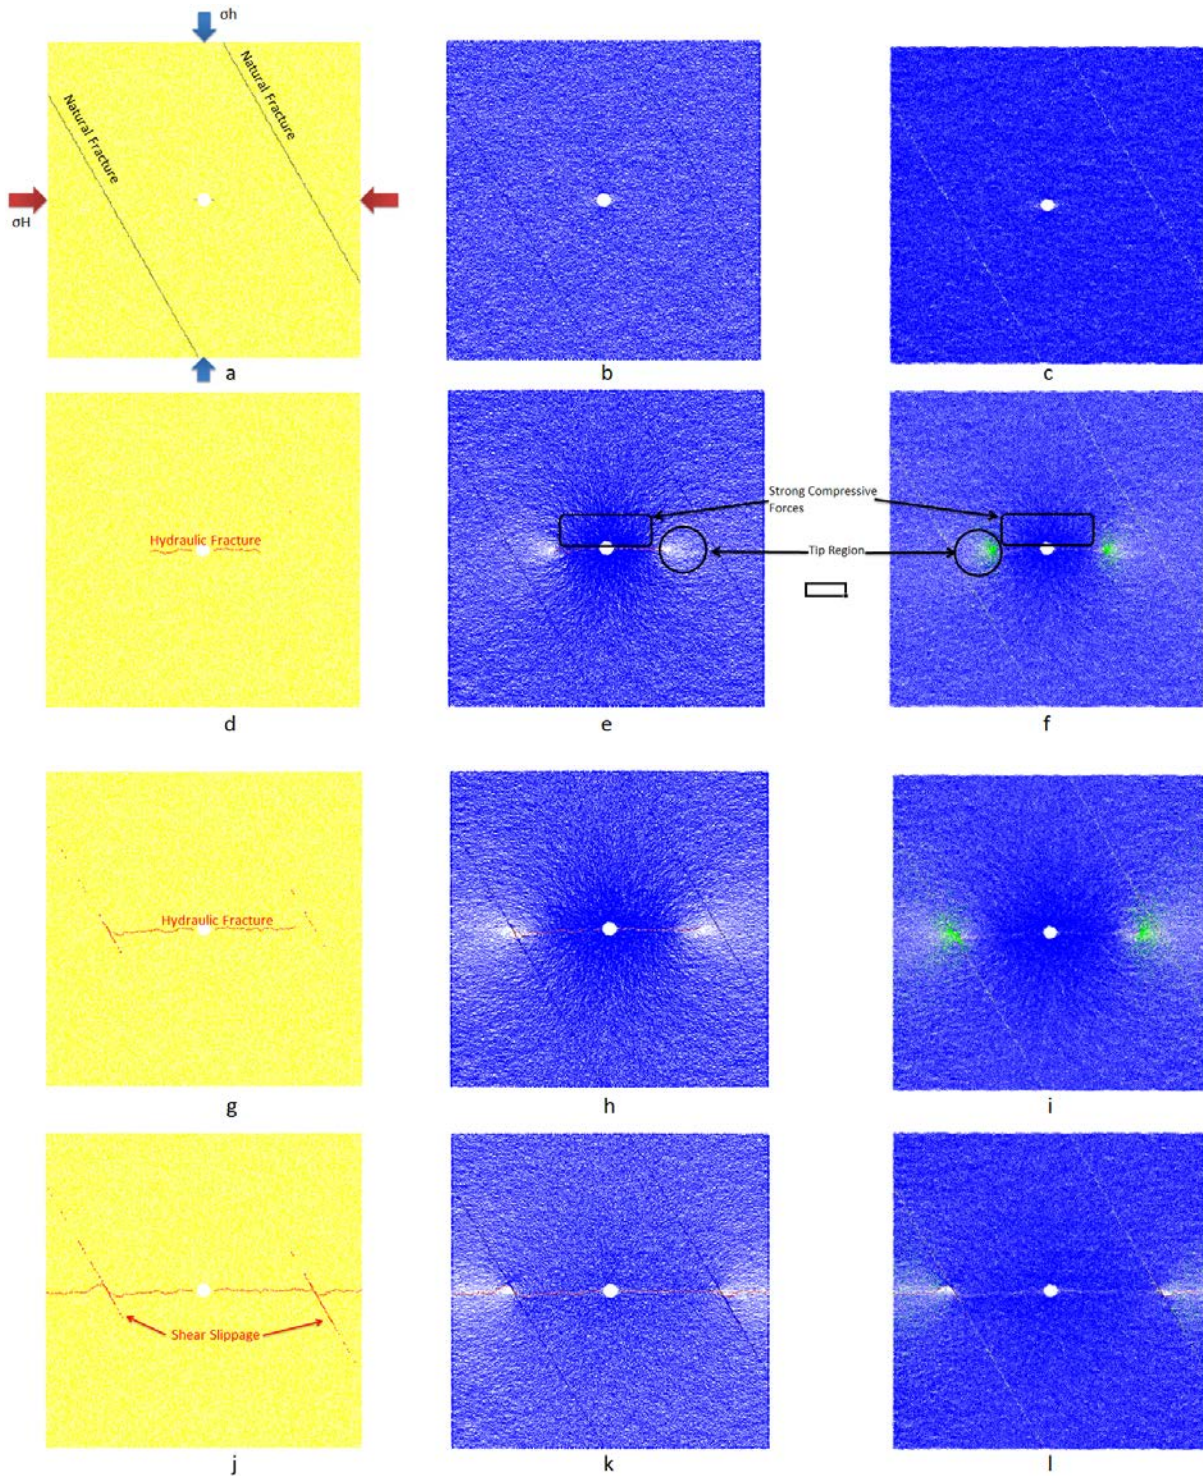 σh
Natural Fracture
Natural Fracture
σH
a
b
c
Hydraulic Fracture
Strong Compressive
Forces
Tip Region
d
e
f
Hydraulic Fracture
g
h
i
Shear Slippage
j
k
l